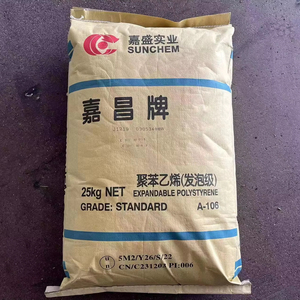 嘉盛实业
SUNCHEM
嘉昌牌
聚苯乙烯(发泡级)
25kg NET EXPANDABLE POLYSTYRENE
GRADE: STANDARD A-106
5M2/Y26/S/22
CN/C231203 PI:006